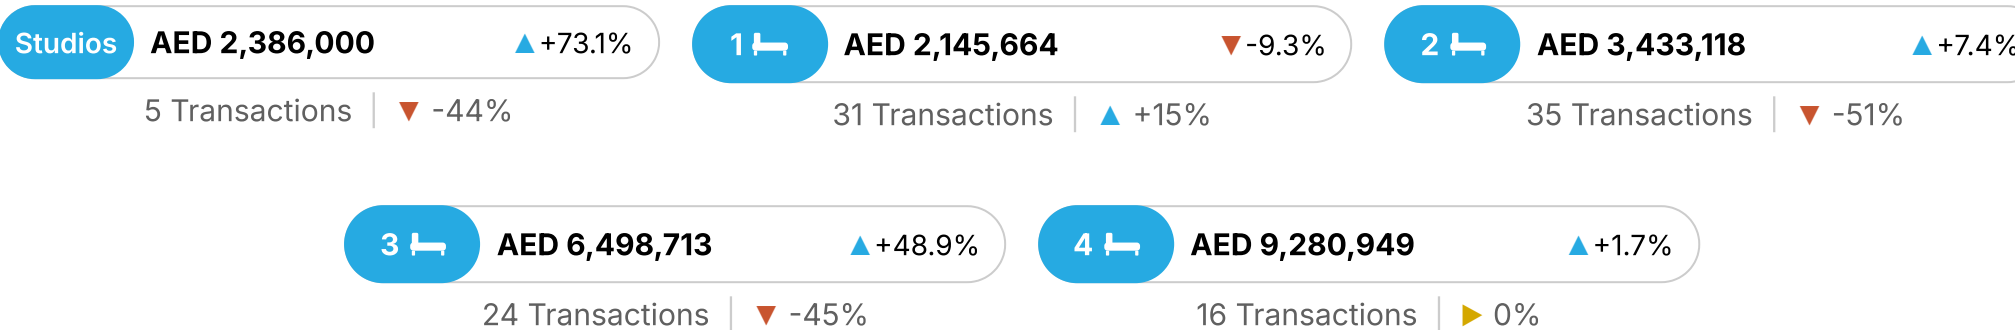 Studios AED 2,386,000 ▲+73.1%
5 Transactions | ▼ -44%
1 AED 2,145,664 ▼-9.3%
31 Transactions | ▲ +15%
2 AED 3,433,118 ▲+7.4%
35 Transactions | ▼ -51%
3 AED 6,498,713 ▲+48.9%
24 Transactions | ▼ -45%
4 AED 9,280,949 ▲+1.7%
16 Transactions | ▶ 0%